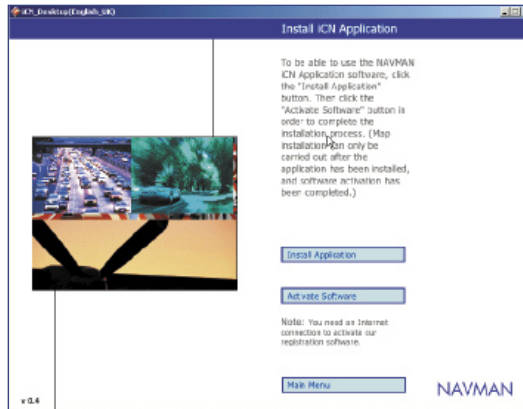 iCN_Desktop(English_UK)
Install iCN Application
To be able to use the NAVMAN
iCN Application software, click
the "Install Application"
button. Then click the
"Activate Software" button in
order to complete the
installation process. (Map
installation can only be
carried out after the
application has been installed,
and software activation has
been completed.)
Install Application
Activate Software
Note: You need an Internet
connection to activate our
registration software.
Main Menu
NAVMAN
v 0.4